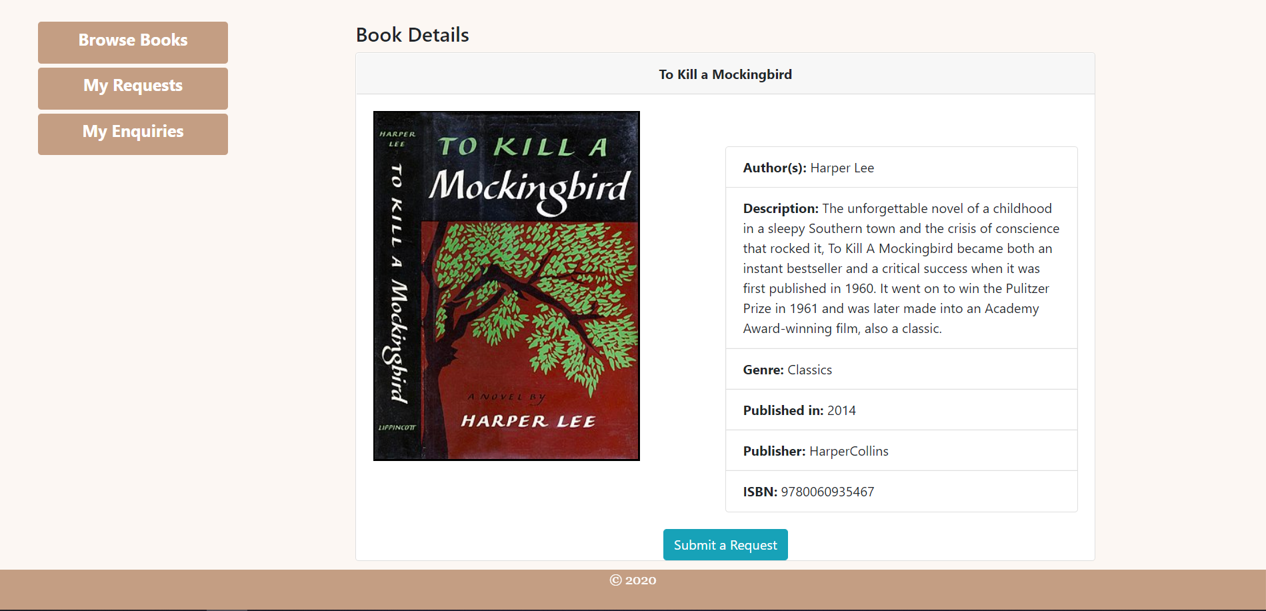 Browse Books
My Requests
My Enquiries
Book Details
To Kill a Mockingbird
HARPER
LEE
TO KILL A Mockingbird
LIPPINCOTT
TO KILL A
Mockingbird
A NOVEL BY
HARPER LEE
Author(s): Harper Lee
Description: The unforgettable novel of a childhood
in a sleepy Southern town and the crisis of conscience
that rocked it, To Kill A Mockingbird became both an
instant bestseller and a critical success when it was
first published in 1960. It went on to win the Pulitzer
Prize in 1961 and was later made into an Academy
Award-winning film, also a classic.
Genre: Classics
Published in: 2014
Publisher: HarperCollins
ISBN: 9780060935467
Submit a Request
© 2020